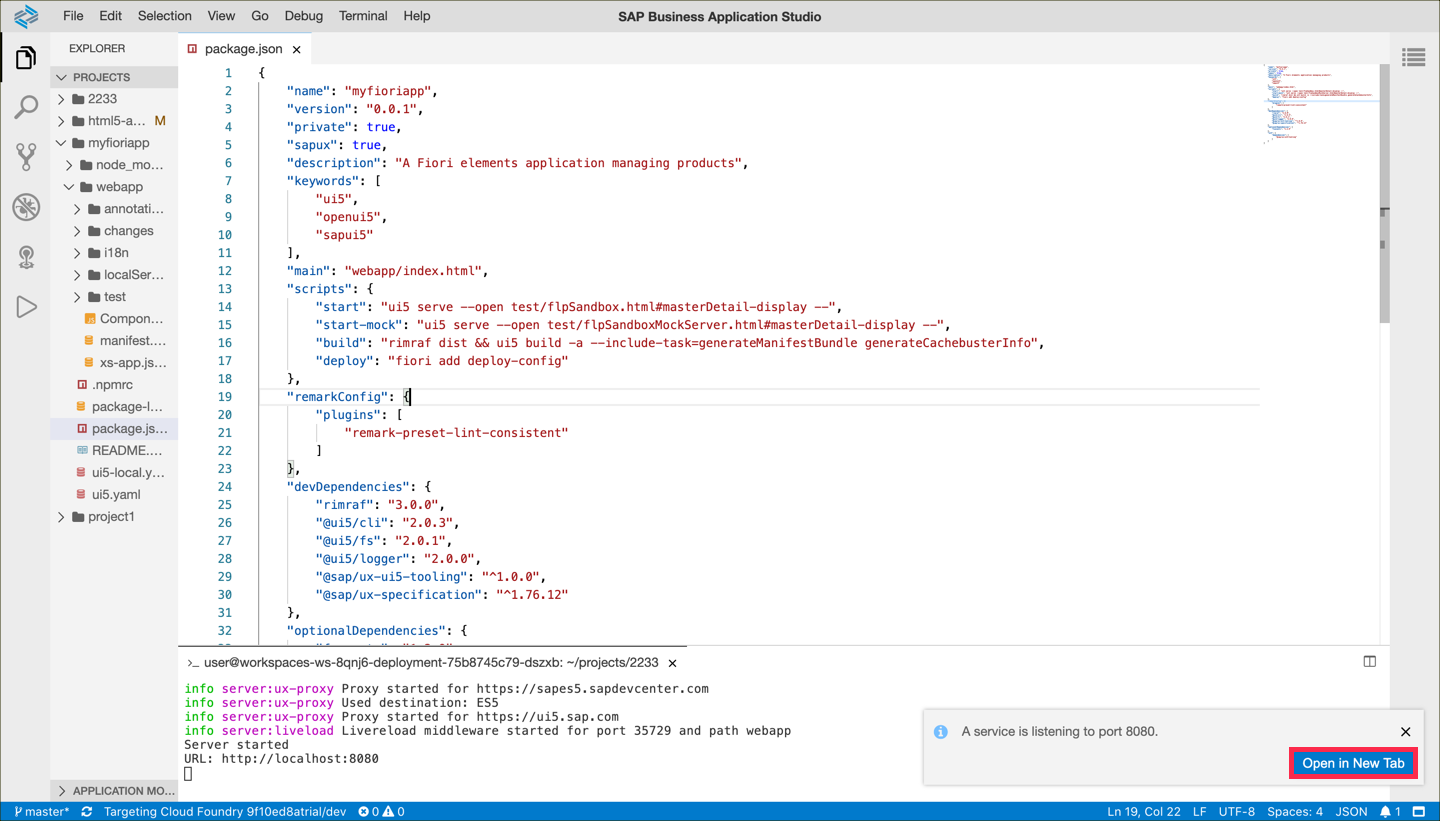 File Edit Selection View Go Debug Terminal Help
SAP Business Application Studio
EXPLORER
PROJECTS
2233
html5-a... M
myfioriapp
node_mo...
webapp
annotati...
changes
i18n
localSer...
test
Compon...
manifest....
xs-app.js...
.npmrc
package-l...
package.js...
README....
ui5-local.y...
ui5.yaml
project1
APPLICATION MO...
package.json ×
1 {
2 "name": "myfioriapp",
3 "version": "0.0.1",
4 "private": true,
5 "sapux": true,
6 "description": "A Fiori elements application managing products",
7 "keywords": [
8 "ui5",
9 "openui5",
10 "sapui5"
11 ],
12 "main": "webapp/index.html",
13 "scripts": {
14 "start": "ui5 serve --open test/flpSandbox.html#masterDetail-display --",
15 "start-mock": "ui5 serve --open test/flpSandboxMockServer.html#masterDetail-display --",
16 "build": "rimraf dist && ui5 build -a --include-task=generateManifestBundle generateCachebusterInfo",
17 "deploy": "fiori add deploy-config"
18 },
19 "remarkConfig": {
20 "plugins": [
21 "remark-preset-lint-consistent"
22 ]
23 },
24 "devDependencies": {
25 "rimraf": "3.0.0",
26 "@ui5/cli": "2.0.3",
27 "@ui5/fs": "2.0.1",
28 "@ui5/logger": "2.0.0",
29 "@sap/ux-ui5-tooling": "^1.0.0",
30 "@sap/ux-specification": "^1.76.12"
31 },
32 "optionalDependencies": {
>_ user@workspaces-ws-8qnj6-deployment-75b8745c79-dszxb: ~/projects/2233 ×
info server:ux-proxy Proxy started for https://sapes5.sapdevcenter.com
info server:ux-proxy Used destination: ES5
info server:ux-proxy Proxy started for https://ui5.sap.com
info server:liveload Livereload middleware started for port 35729 and path webapp
Server started
URL: http://localhost:8080
A service is listening to port 8080. ×
Open in New Tab
master* Targeting Cloud Foundry 9f10ed8atrial/dev 0 0 Ln 19, Col 22 LF UTF-8 Spaces: 4 JSON 1